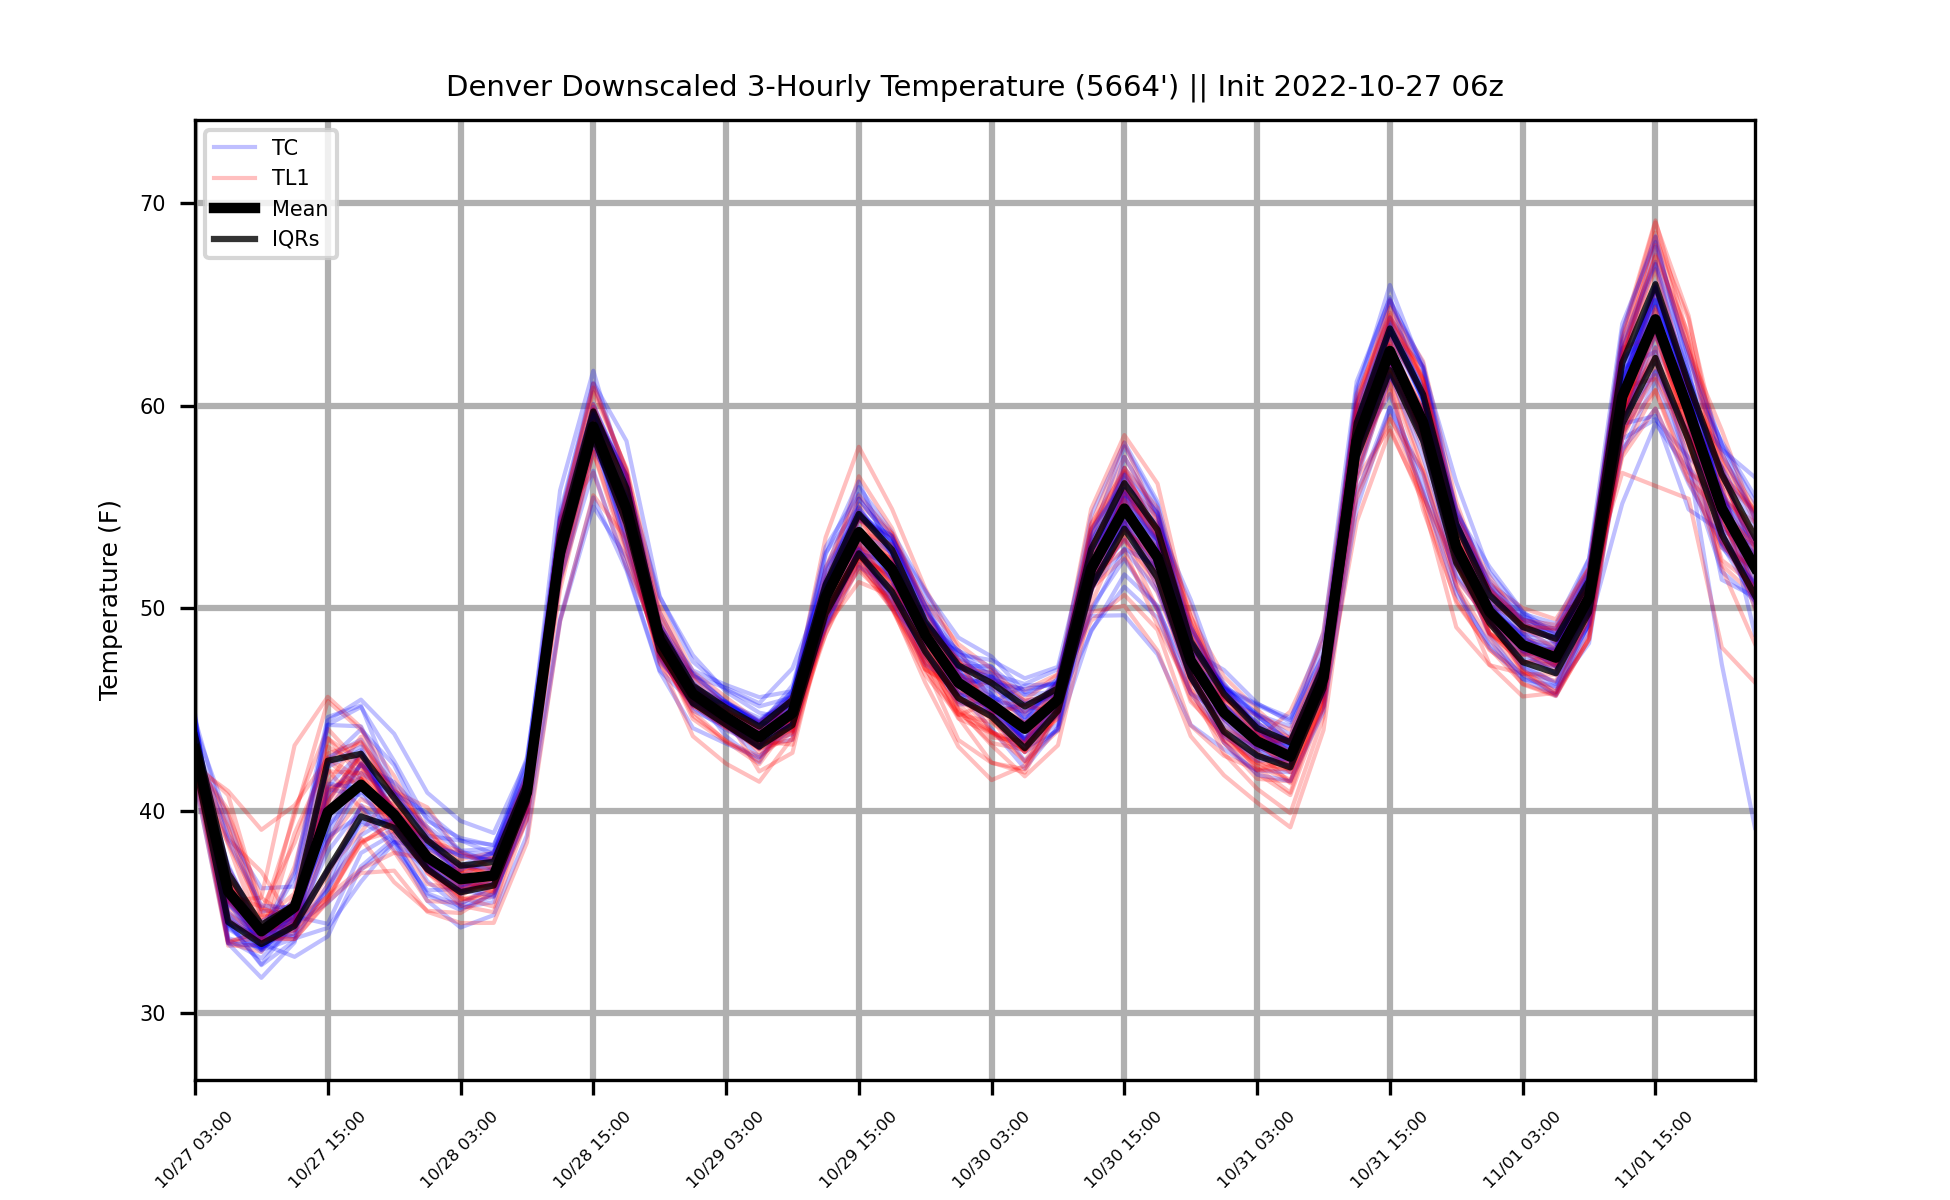 Denver Downscaled 3-Hourly Temperature (5664') || Init 2022-10-27 06z
TC
TL1
Mean
IQRs
Temperature (F)
70
60
50
40
30
10/27 03:00
10/27 15:00
10/28 03:00
10/28 15:00
10/29 03:00
10/29 15:00
10/30 03:00
10/30 15:00
10/31 03:00
10/31 15:00
11/01 03:00
11/01 15:00